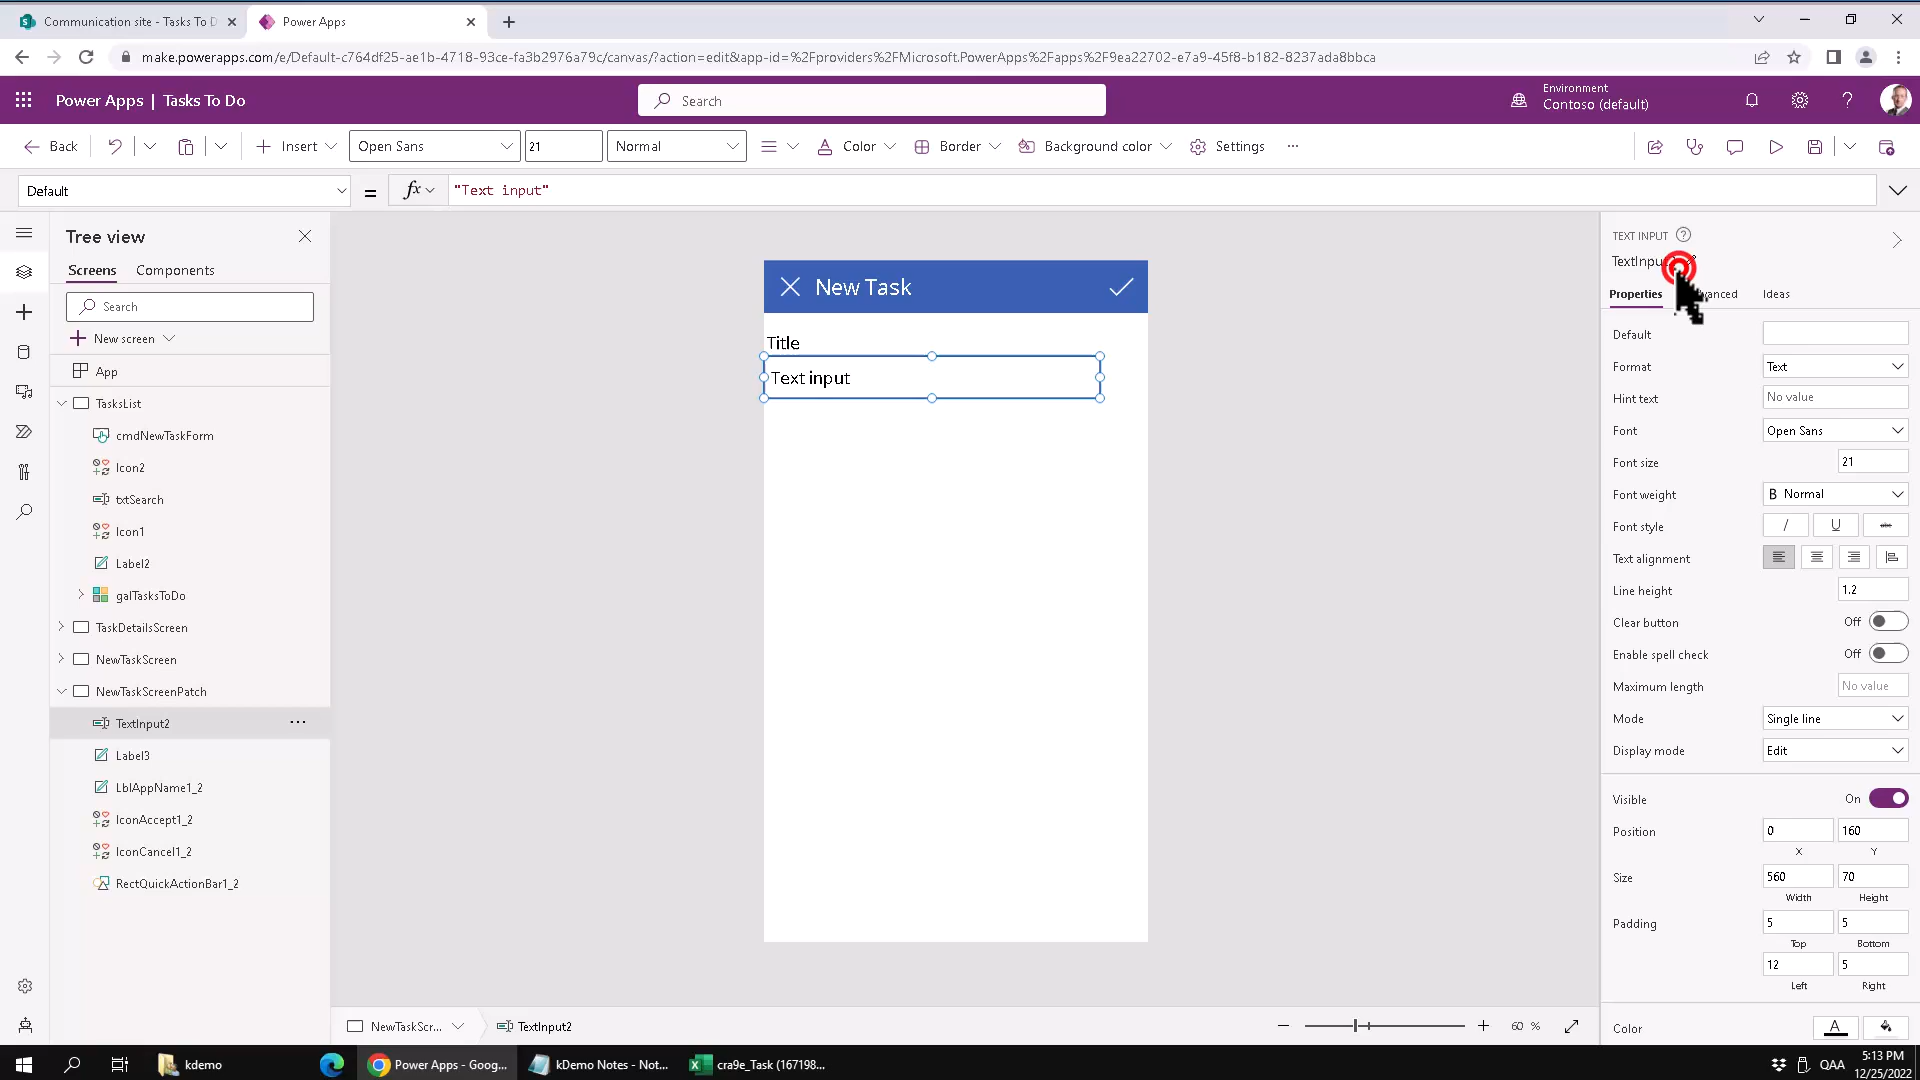 Communication site - Tasks To D
Power Apps
make.powerapps.com/e/Default-c764df25-ae1b-4718-93ce-fa3b2976a79c/canvas/?action=edit&app-id=%2Fproviders%2FMicrosoft.PowerApps%2Fapps%2F9ea22702-e7a9-45f8-b182-8237ada8bbca
Power Apps | Tasks To Do
Search
Environment
Contoso (default)
Back
Insert
Open Sans
21
Normal
Color
Border
Background color
Settings
Default
=
fx
"Text input"
Tree view
Screens
Components
Search
New screen
App
TasksList
cmdNewTaskForm
Icon2
txtSearch
Icon1
Label2
galTasksToDo
TaskDetailsScreen
NewTaskScreen
NewTaskScreenPatch
TextInput2
Label3
LblAppName1_2
IconAccept1_2
IconCancel1_2
RectQuickActionBar1_2
New Task
Title
Text input
TEXT INPUT
Properties
Ideas
Default
Format
Text
Hint text
No value
Font
Open Sans
Font size
21
Font weight
B Normal
Font style
/ U abc
Text alignment
Line height
1.2
Clear button
Off
Enable spell check
Off
Maximum length
No value
Mode
Single line
Display mode
Edit
Visible
On
Position
0
160
X
Y
Size
560
70
Width
Height
Padding
5
5
Top
Bottom
12
5
Left
Right
Color
A
NewTaskScr...
TextInput2
60 %
kdemo
Power Apps - Goog...
kDemo Notes - Not...
cra9e_Task (167198...
QAA
5:13 PM
12/25/2022